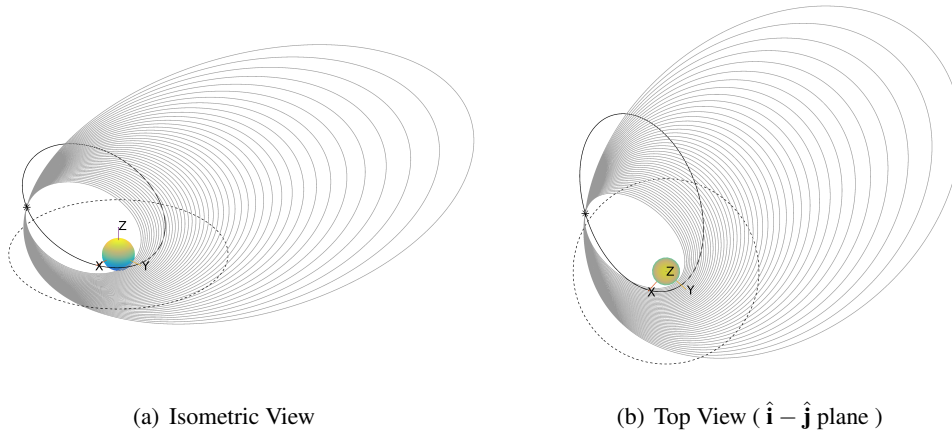 Z
X
Y
Z
X
Y
(a) Isometric View
(b) Top View ( î − ĵ plane )